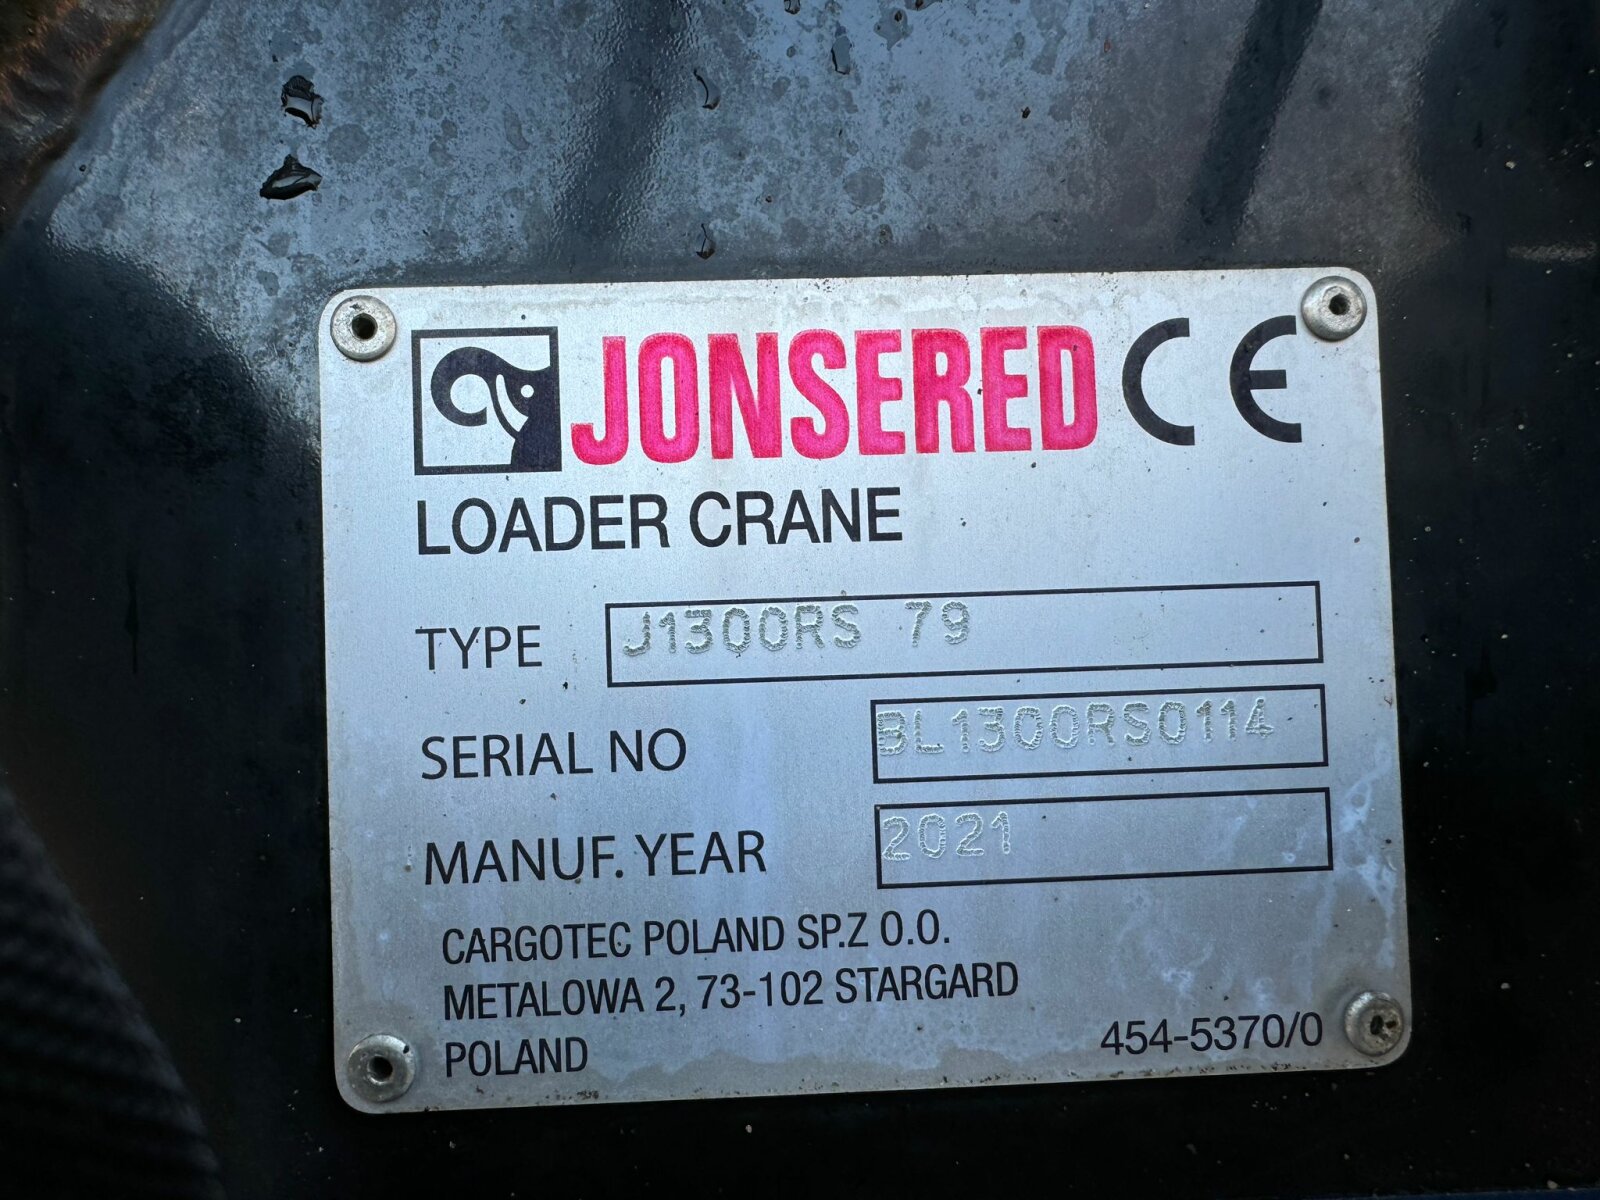 JONSERED CE
LOADER CRANE
TYPE J1300RS 79
SERIAL NO BL1300RS0114
MANUF. YEAR 2021
CARGOTEC POLAND SP.Z O.O.
METALOWA 2, 73-102 STARGARD
POLAND
454-5370/0